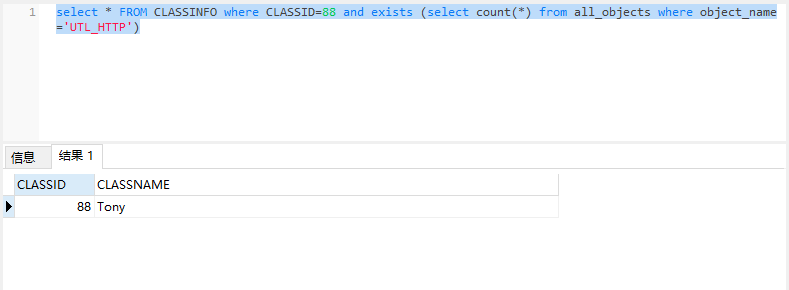 1 select * FROM CLASSINFO where CLASSID=88 and exists (select count(*) from all_objects where object_name
='UTL_HTTP')
信息 结果 1
CLASSID CLASSNAME
88 Tony